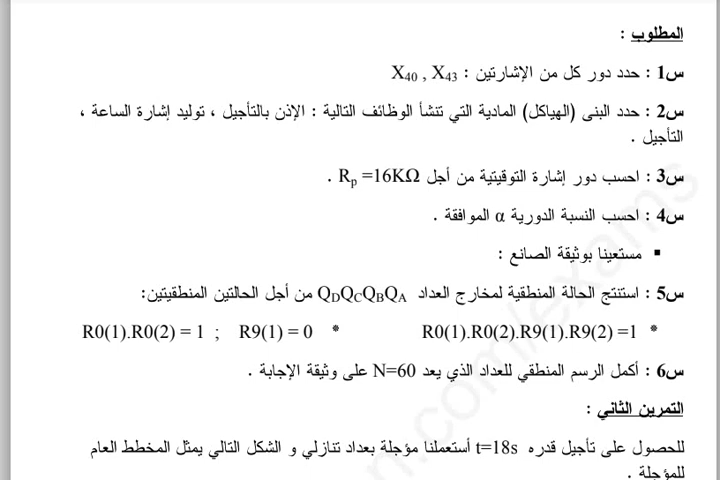 المطلوب :
س1 : حدد دور كل من الإشارتين : X40 , X43
س2 : حدد البنى (الهياكل) المادية التي تنشأ الوظائف التالية : الإذن بالتأجيل ، توليد إشارة الساعة ،
التأجيل .
س3 : احسب دور إشارة التوقيتية من أجل Rp =16KΩ .
س4 : احسب النسبة الدورية α الموافقة .
▪ مستعينا بوثيقة الصانع :
س5 : استنتج الحالة المنطقية لمخارج العداد QDQCQBQA من أجل الحالتين المنطقيتين:
* R0(1).R0(2).R9(1).R9(2) =1 * R0(1).R0(2) = 1 ; R9(1) = 0
س6 : أكمل الرسم المنطقي للعداد الذي يعد N=60 على وثيقة الإجابة .
التمرين الثاني :
للحصول على تأجيل قدره t=18s أستعملنا مؤجلة بعداد تنازلي و الشكل التالي يمثل المخطط العام
للمؤجلة .